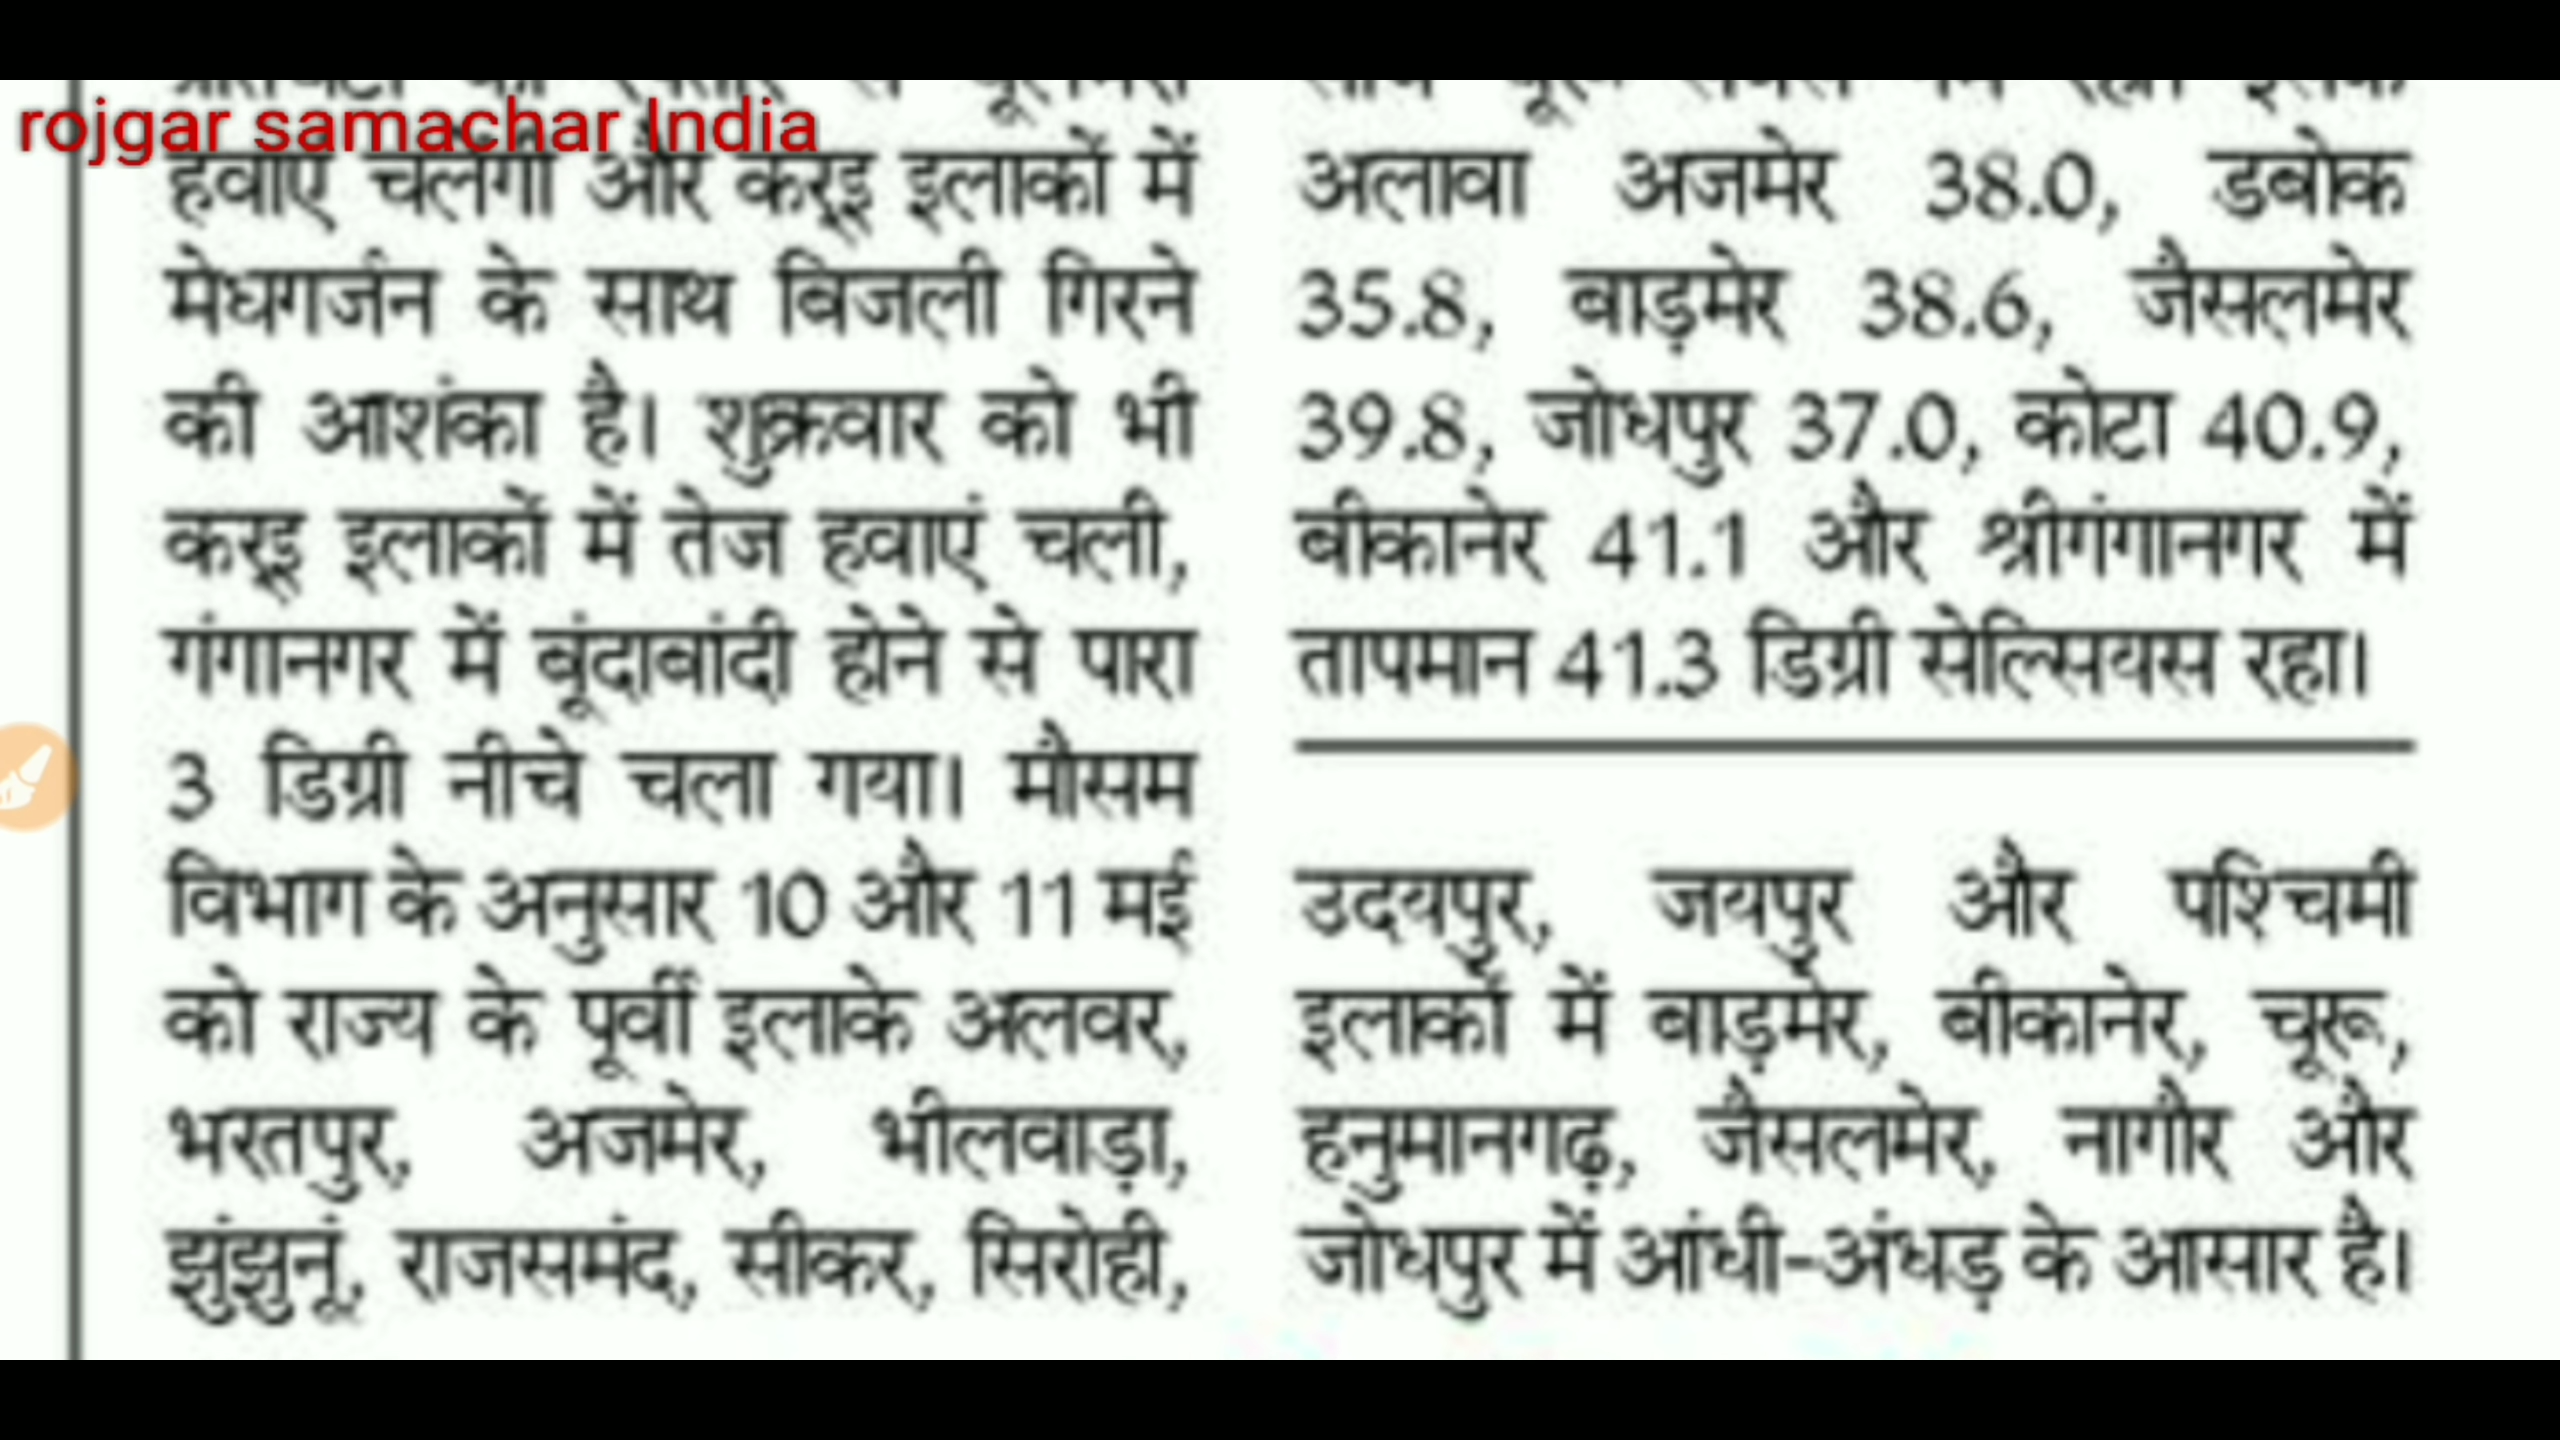 rojgar samachar India
हवाएं चलेंगी और कर्इ इलाकों में
मेघगर्जन के साथ बिजली गिरने
की आशंका है। शुक्रवार को भी
कर्इ इलाकों में तेज हवाएं चली,
गंगानगर में बूंदाबांदी होने से पारा
3 डिग्री नीचे चला गया। मौसम
विभाग के अनुसार 10 और 11 मई
को राज्य के पूर्वी इलाके अलवर,
भरतपुर, अजमेर, भीलवाड़ा,
झुंझुनूं, राजसमंद, सीकर, सिरोही,
अलावा अजमेर 38.0, डबोक
35.8, बाड़मेर 38.6, जैसलमेर
39.8, जोधपुर 37.0, कोटा 40.9,
बीकानेर 41.1 और श्रीगंगानगर में
तापमान 41.3 डिग्री सेल्सियस रहा।
उदयपुर, जयपुर और पश्चिमी
इलाकों में बाड़मेर, बीकानेर, चूरू,
हनुमानगढ़, जैसलमेर, नागौर और
जोधपुर में आंधी-अंधड़ के आसार है।